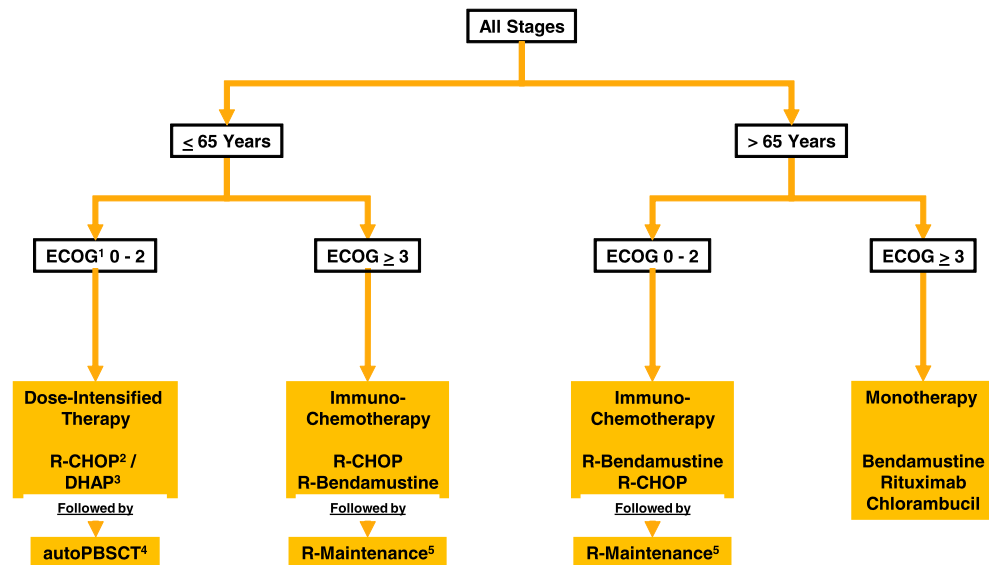 All Stages
≤ 65 Years
> 65 Years
ECOG¹ 0 - 2
ECOG ≥ 3
ECOG 0 - 2
ECOG ≥ 3
Dose-Intensified
Therapy
R-CHOP² /
DHAP³
Followed by
autoPBSCT⁴
Immuno-
Chemotherapy
R-CHOP
R-Bendamustine
Followed by
R-Maintenance⁵
Immuno-
Chemotherapy
R-Bendamustine
R-CHOP
Followed by
R-Maintenance⁵
Monotherapy
Bendamustine
Rituximab
Chlorambucil